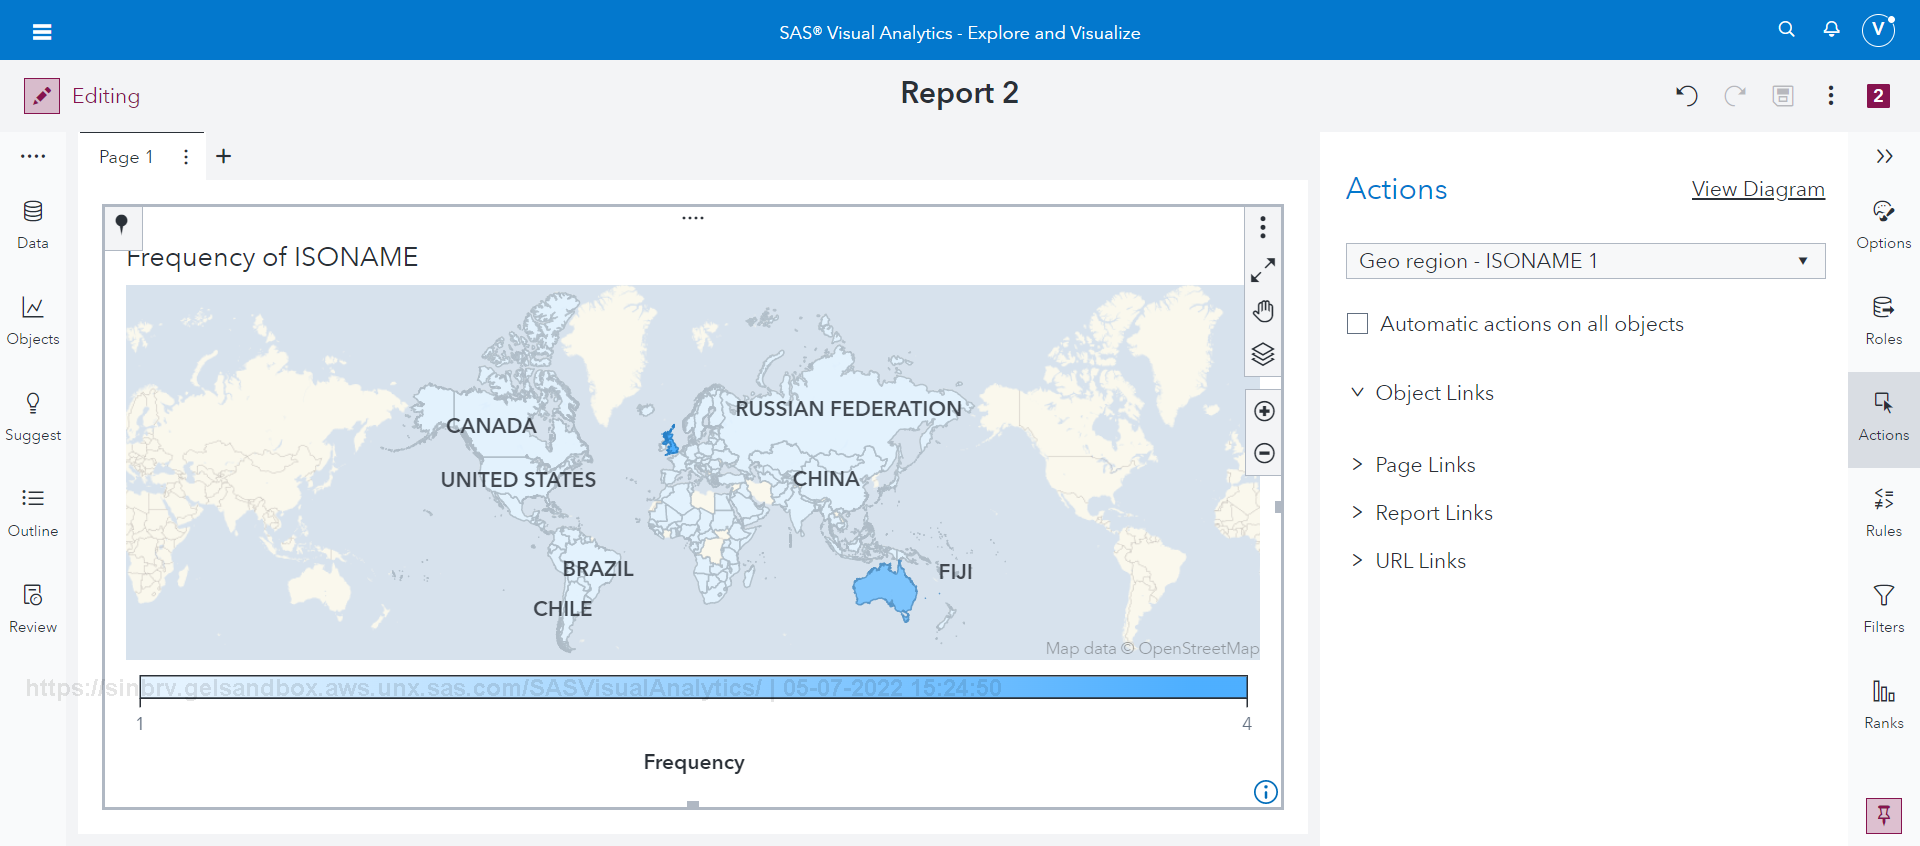 SAS® Visual Analytics - Explore and Visualize
V
Editing
Report 2
2
Page 1
Data
Objects
Suggest
Outline
Review
Frequency of ISONAME
CANADA
RUSSIAN FEDERATION
UNITED STATES
CHINA
BRAZIL
FIJI
CHILE
Map data © OpenStreetMap
https://sinbrv.gelsandbox.aws.unx.sas.com/SASVisualAnalytics/ | 05-07-2022 15:24:50
1
4
Frequency
Actions
View Diagram
Geo region - ISONAME 1
Automatic actions on all objects
Object Links
Page Links
Report Links
URL Links
Options
Roles
Actions
Rules
Filters
Ranks